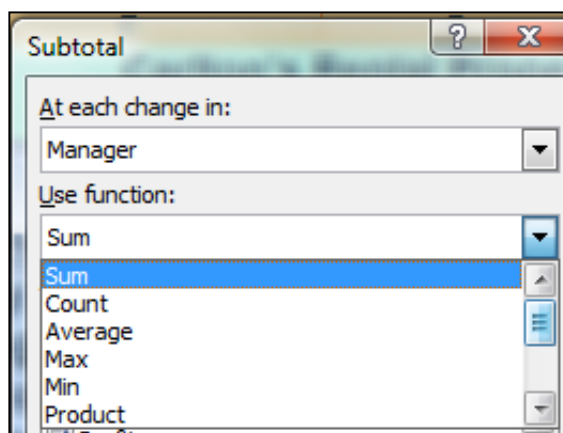 Subtotal
At each change in:
Manager
Use function:
Sum
Sum
Count
Average
Max
Min
Product